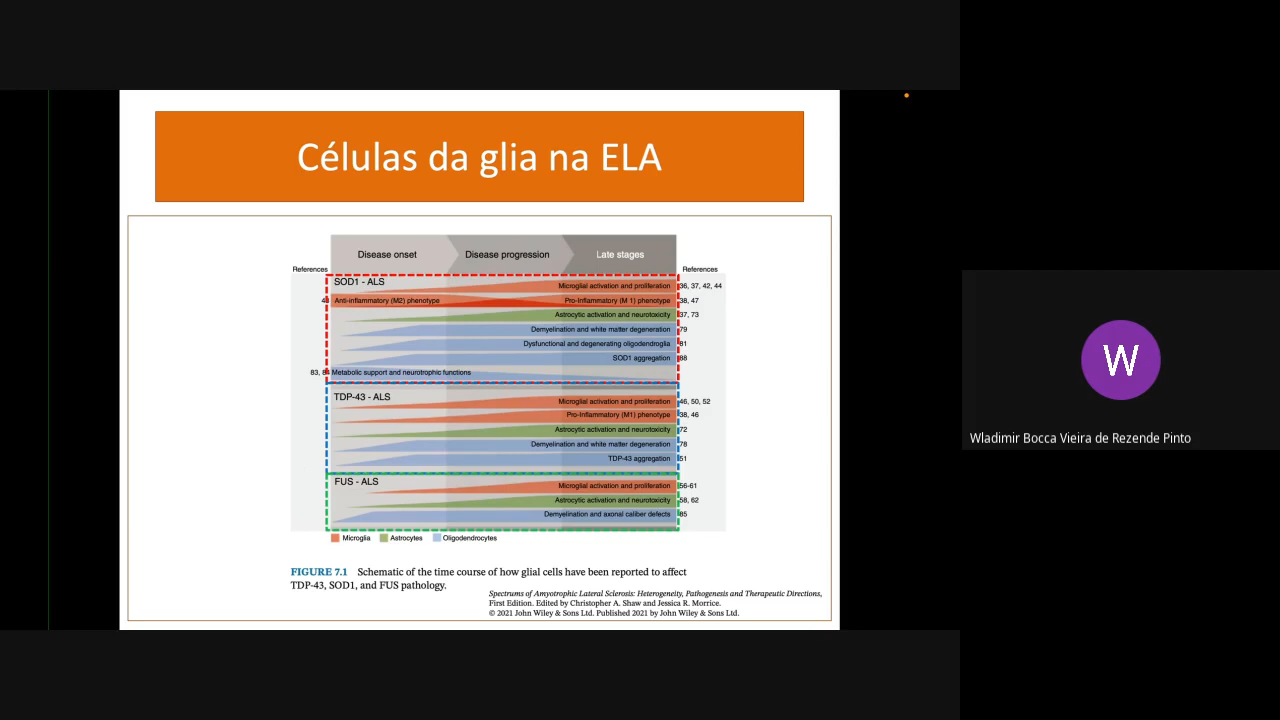 Células da glia na ELA
Disease onset
Disease progression
Late stages
References
References
SOD1 - ALS
Microglial activation and proliferation
36, 37, 42, 44
Anti-inflammatory (M2) phenotype
Pro-Inflammatory (M 1) phenotype
38, 47
Astrocytic activation and neurotoxicity
37, 73
Demyelination and white matter degeneration
79
Dysfunctional and degenerating oligodendroglia
81
SOD1 aggregation
88
83, 84
Metabolic support and neurotrophic functions
TDP-43 - ALS
Microglial activation and proliferation
46, 50, 52
Pro-Inflammatory (M1) phenotype
38, 46
Astrocytic activation and neurotoxicity
72
Demyelination and white matter degeneration
78
TDP-43 aggregation
51
FUS - ALS
Microglial activation and proliferation
56-61
Astrocytic activation and neurotoxicity
58, 62
Demyelination and axonal caliber defects
85
Microglia
Astrocytes
Oligodendrocytes
FIGURE 7.1 Schematic of the time course of how glial cells have been reported to affect
TDP-43, SOD1, and FUS pathology.
Spectrums of Amyotrophic Lateral Sclerosis: Heterogeneity, Pathogenesis and Therapeutic Directions,
First Edition. Edited by Christopher A. Shaw and Jessica R. Morrice.
© 2021 John Wiley & Sons Ltd. Published 2021 by John Wiley & Sons Ltd.
W
Wladimir Bocca Vieira de Rezende Pinto